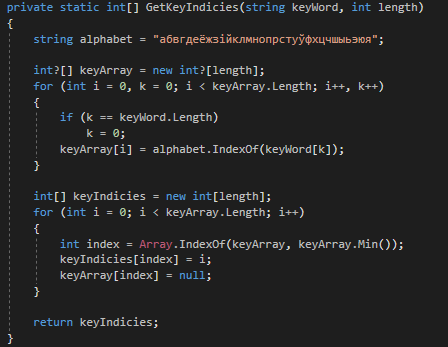 private static int[] GetKeyIndicies(string keyWord, int length)
{
    string alphabet = "абвгдеёжзійклмнопрстуўфхцчшыьэюя";

    int?[] keyArray = new int?[length];
    for (int i = 0, k = 0; i < keyArray.Length; i++, k++)
    {
        if (k == keyWord.Length)
            k = 0;
        keyArray[i] = alphabet.IndexOf(keyWord[k]);
    }

    int[] keyIndicies = new int[length];
    for (int i = 0; i < keyArray.Length; i++)
    {
        int index = Array.IndexOf(keyArray, keyArray.Min());
        keyIndicies[index] = i;
        keyArray[index] = null;
    }

    return keyIndicies;
}